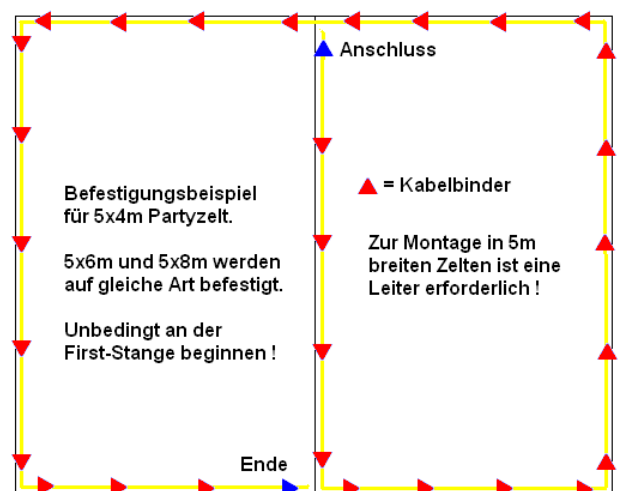 Anschluss
Befestigungsbeispiel
für 5x4m Partyzelt.
5x6m und 5x8m werden
auf gleiche Art befestigt.
Unbedingt an der
First-Stange beginnen !
= Kabelbinder
Zur Montage in 5m
breiten Zelten ist eine
Leiter erforderlich !
Ende